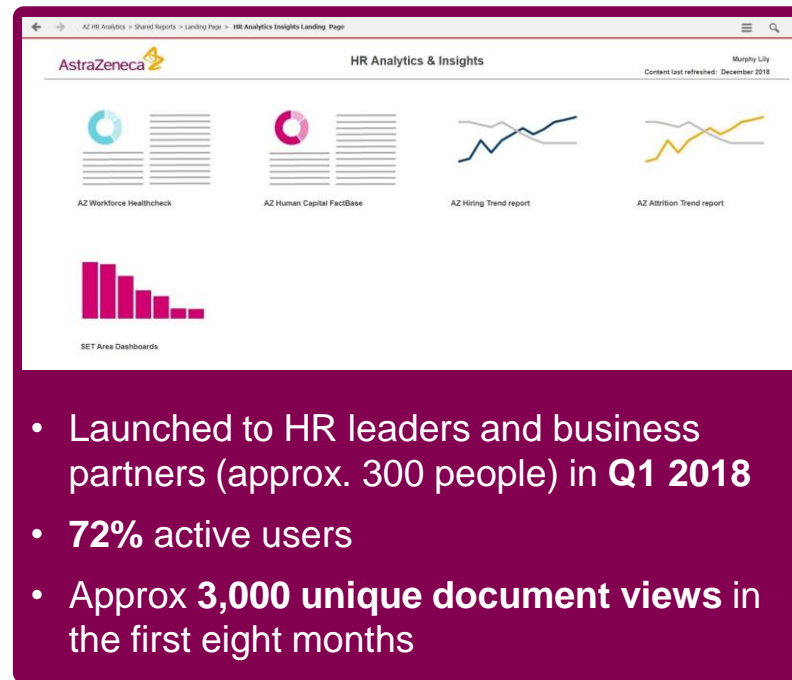 AZ HR Analytics > Shared Reports > Landing Page > HR Analytics Insights Landing Page
AstraZeneca
HR Analytics & Insights
Murphy Lily
Content last refreshed: December 2018
AZ Workforce Healthcheck
AZ Human Capital FactBase
AZ Hiring Trend report
AZ Attrition Trend report
SET Area Dashboards
• Launched to HR leaders and business
partners (approx. 300 people) in Q1 2018
• 72% active users
• Approx 3,000 unique document views in
the first eight months